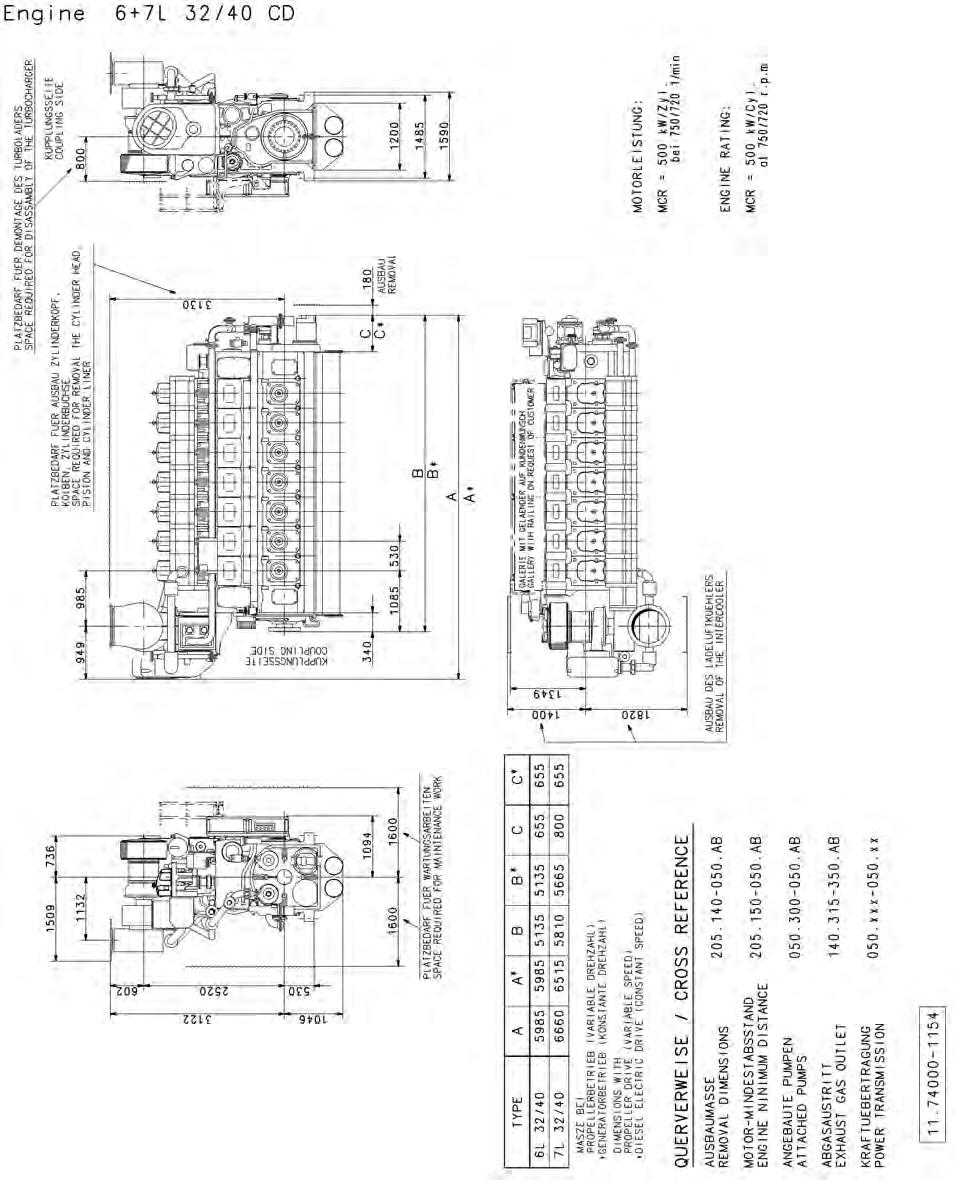 Engine 6+7L 32/40 CD
PLATZBEDARF FUER DEMONTAGE DES TURBOLADERS
SPACE REQUIRED FOR DISASSAMBLY OF THE TURBOCHARGER
KUPPLUNGSSEITE
COUPLING SIDE
800
1200
1485
1590
MOTORLEISTUNG:
MCR = 500 kW/Zyl.
bei 750/720 1/min
ENGINE RATING:
MCR = 500 kW/Cyl.
at 750/720 r.p.m
PLATZBEDARF FUER AUSBAU ZYLINDERKOPF,
KOLBEN, ZYLINDERBUCHSE
SPACE REQUIRED FOR REMOVAL THE CYLINDER HEAD,
PISTON AND CYLINDER LINER
3130
180
AUSBAU
REMOVAL
C
C*
B
B*
A
A*
985
949
530
1085
340
KUPPLUNGSSEITE
COUPLING SIDE
GALERIE MIT GELAENDER AUF KUNDENWUNSCH
GALLERY WITH RAILING ON REQUEST OF CUSTOMER
1349
1400
1820
AUSBAU DES LADELUFTKUEHLERS
REMOVAL OF THE INTERCOOLER
736
1509
1132
1094
1600
1600
PLATZBEDARF FUER WARTUNGSARBEITEN
SPACE REQUIRED FOR MAINTENANCE WORK
602
2520
530
3122
1046
TYPE A A* B B* C C*
6L 32/40 5985 5985 5135 5135 655 655
7L 32/40 6660 6515 5810 5665 800 655
MASZE BEI
PROPELLERBETRIEB (VARIABLE DREHZAHL)
*GENERATORBETRIEB (KONSTANTE DREHZAHL)
DIMENSIONS WITH
PROPELLER DRIVE (VARIABLE SPEED)
*DIESEL ELECTRIC DRIVE (CONSTANT SPEED)
QUERVERWEISE / CROSS REFERENCE
AUSBAUMASSE
REMOVAL DIMENSIONS 205.140-050.AB
MOTOR-MINDESTABSSTAND
ENGINE NINIMUM DISTANCE 205.150-050.AB
ANGEBAUTE PUMPEN
ATTACHED PUMPS 050.300-050.AB
ABGASAUSTRITT
EXHAUST GAS OUTLET 140.315-350.AB
KRAFTUEBERTRAGUNG
POWER TRANSMISSION 050.xxx-050.xx
11.74000-1154